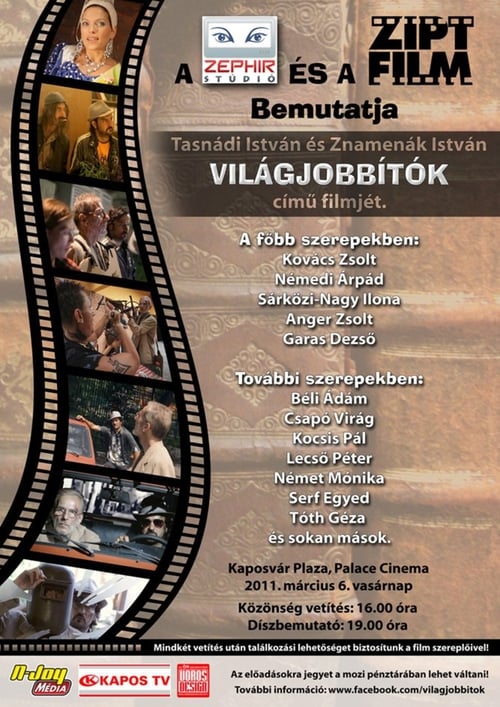 A ZEPHIR STÚDIÓ ÉS A ZIPT FILM
Bemutatja
Tasnádi István és Znamenák István
VILÁGJOBBÍTÓK
című filmjét.
A főbb szerepekben:
Kovács Zsolt
Némedi Árpád
Sárközi-Nagy Ilona
Anger Zsolt
Garas Dezső
További szerepekben:
Béli Ádám
Csapó Virág
Kocsis Pál
Lecső Péter
Német Mónika
Serf Egyed
Tóth Géza
és sokan mások.
Kaposvár Plaza, Palace Cinema
2011. március 6. vasárnap
Közönség vetítés: 16.00 óra
Díszbemutató: 19.00 óra
Mindkét vetítés után találkozási lehetőséget biztosítunk a film szereplőivel!
N-Joy MÉDIA
KAPOS TV
VÖRÖS DESIGN
Az előadásokra jegyet a mozi pénztárában lehet váltani!
További információ: www.facebook.com/vilagjobbitok